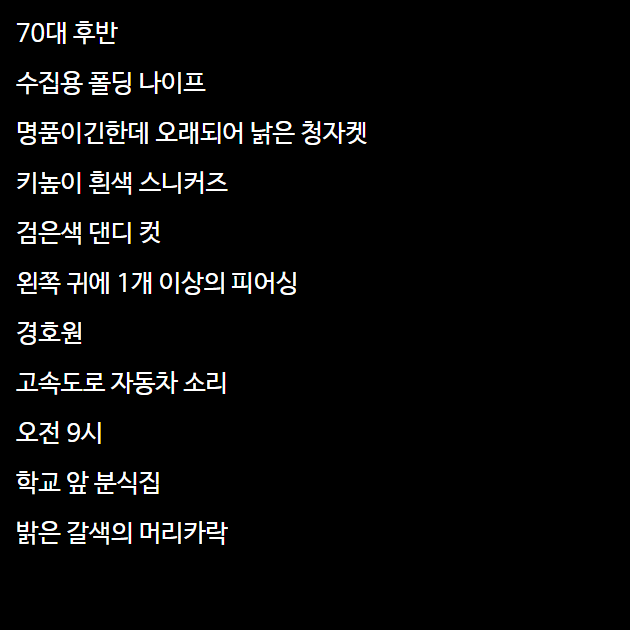 70대 후반
수집용 폴딩 나이프
명품이긴한데 오래되어 낡은 청자켓
키높이 흰색 스니커즈
검은색 댄디 컷
왼쪽 귀에 1개 이상의 피어싱
경호원
고속도로 자동차 소리
오전 9시
학교 앞 분식집
밝은 갈색의 머리카락